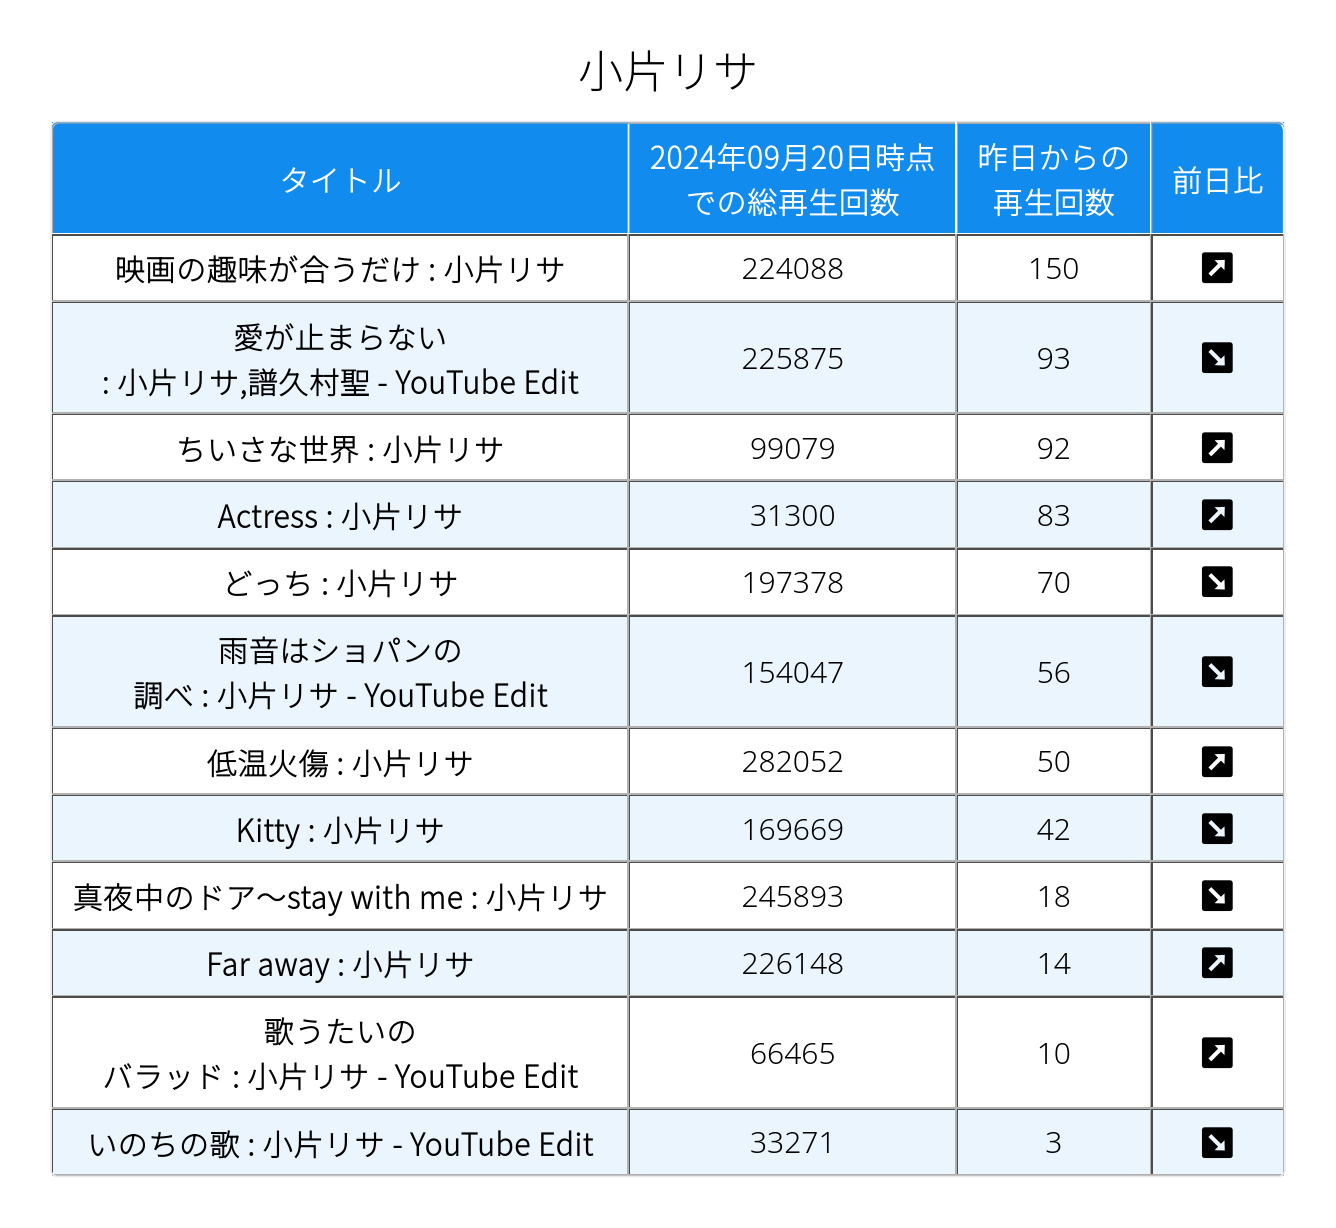 小片リサ
タイトル
2024年09月20日時点
での総再生回数
昨日からの
再生回数
前日比
映画の趣味が合うだけ : 小片リサ
224088
150
愛が止まらない
: 小片リサ,譜久村聖 - YouTube Edit
225875
93
ちいさな世界 : 小片リサ
99079
92
Actress : 小片リサ
31300
83
どっち : 小片リサ
197378
70
雨音はショパンの
調べ : 小片リサ - YouTube Edit
154047
56
低温火傷 : 小片リサ
282052
50
Kitty : 小片リサ
169669
42
真夜中のドア〜stay with me : 小片リサ
245893
18
Far away : 小片リサ
226148
14
歌うたいの
バラッド : 小片リサ - YouTube Edit
66465
10
いのちの歌 : 小片リサ - YouTube Edit
33271
3